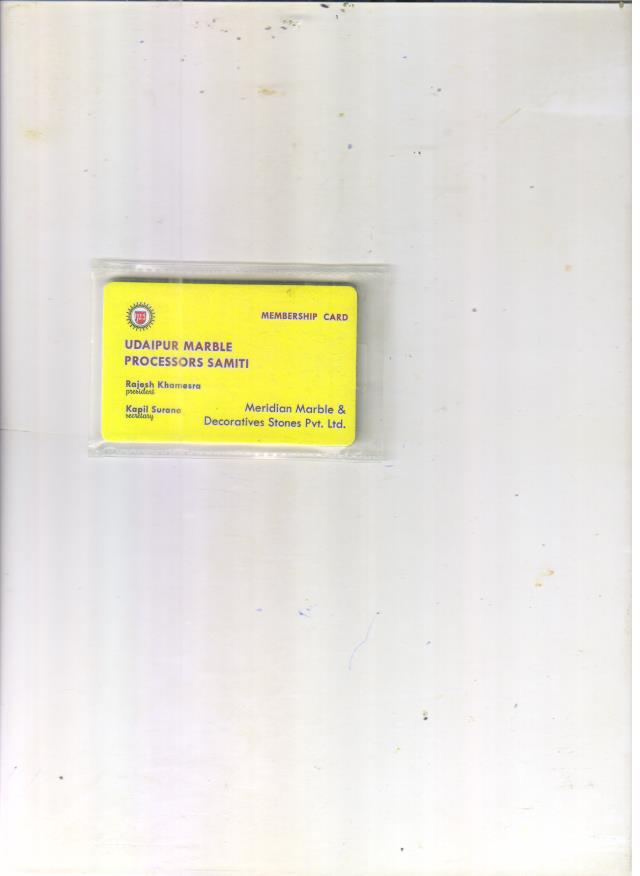 MEMBERSHIP CARD
UDAIPUR MARBLE
PROCESSORS SAMITI
Rajesh Khamesra
president
Kapil Surana
secretary
Meridian Marble &
Decoratives Stones Pvt. Ltd.